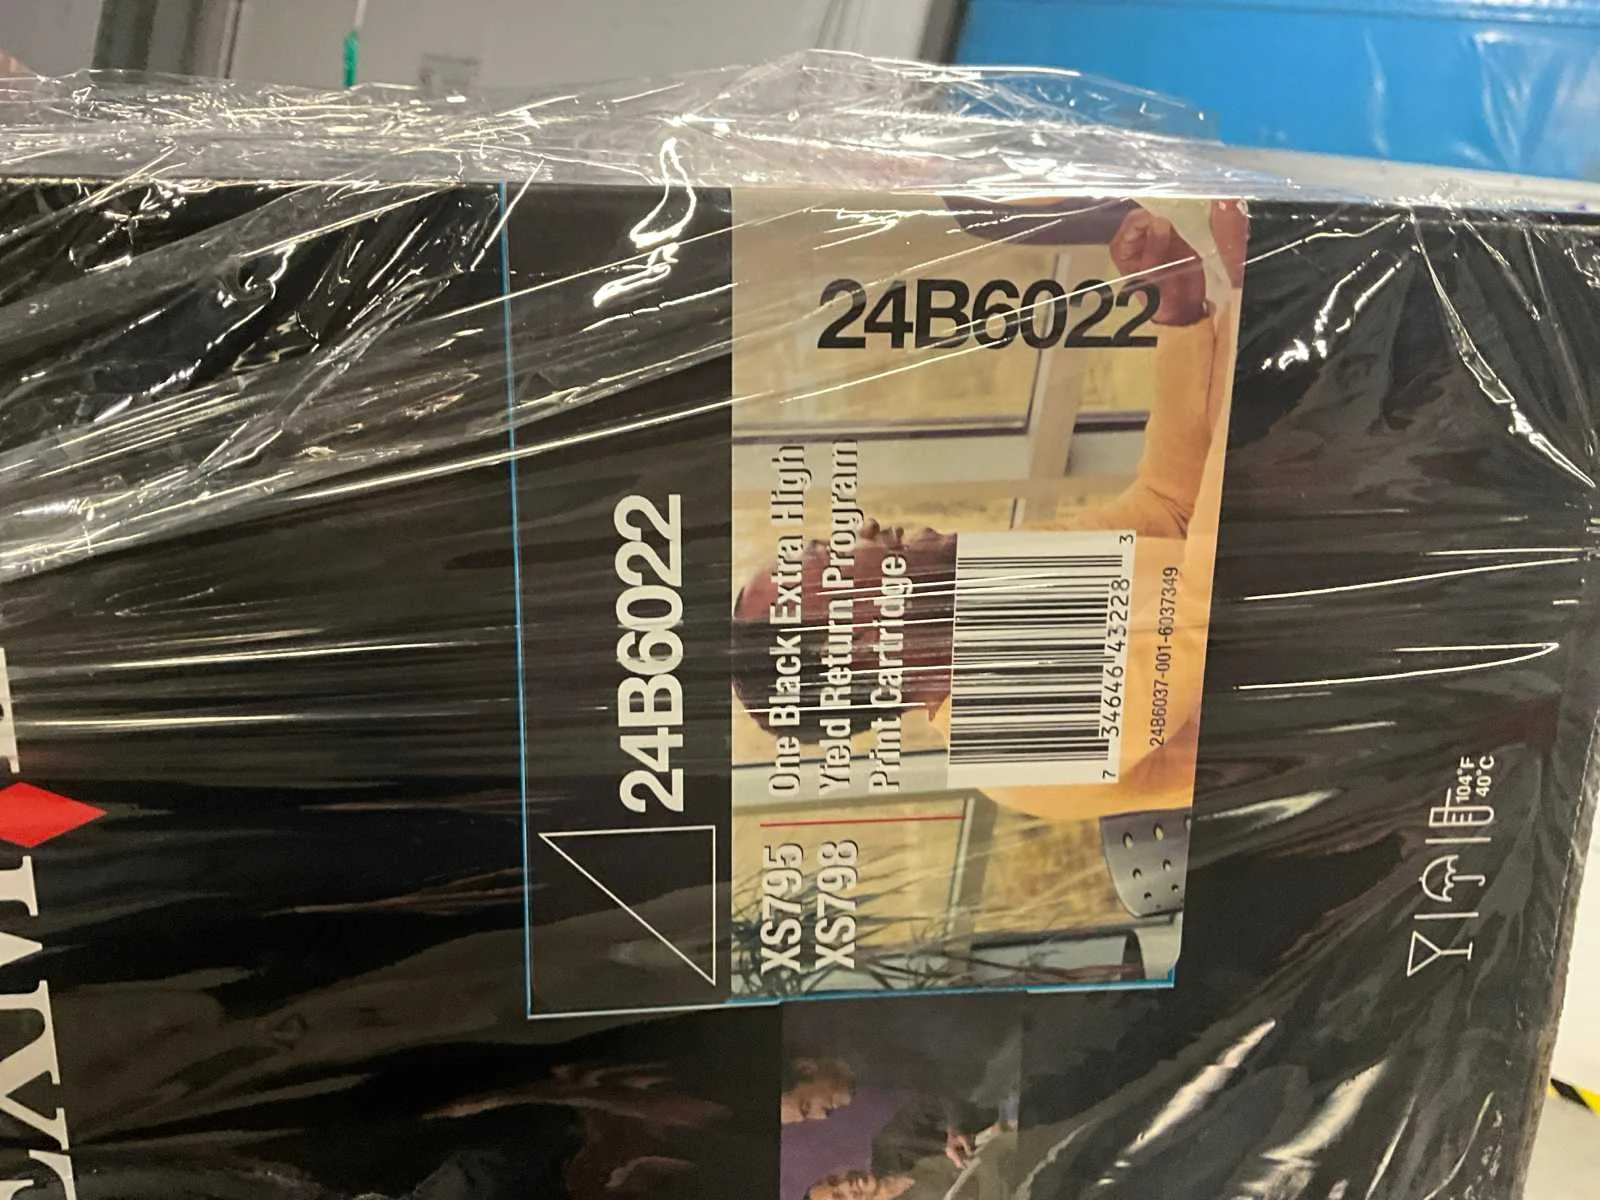 24B6022
24B6022
One Black Extra High
Yield Return Program
Print Cartridge
XS795
XS798
7 34646 43228 3
24B6037-001-6037349
104°F
40°C